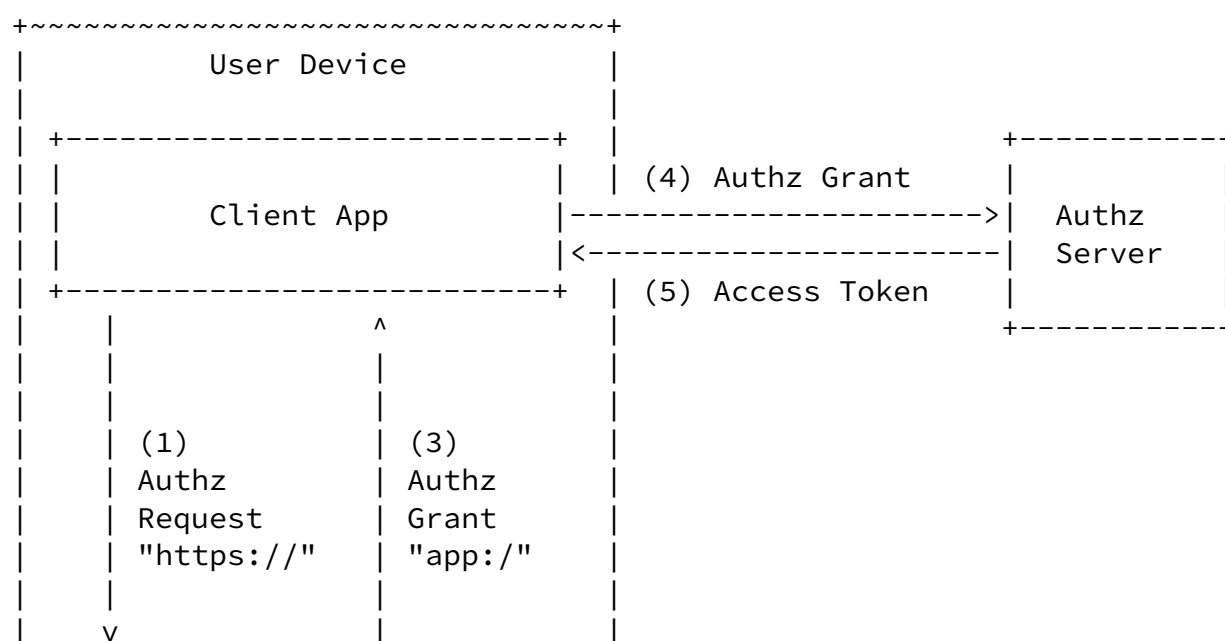 User Device
(4) Authz Grant
Client App Authz
Server
(5) Access Token
(1) (3)
Authz Authz
Request Grant
"https://" "app:/"